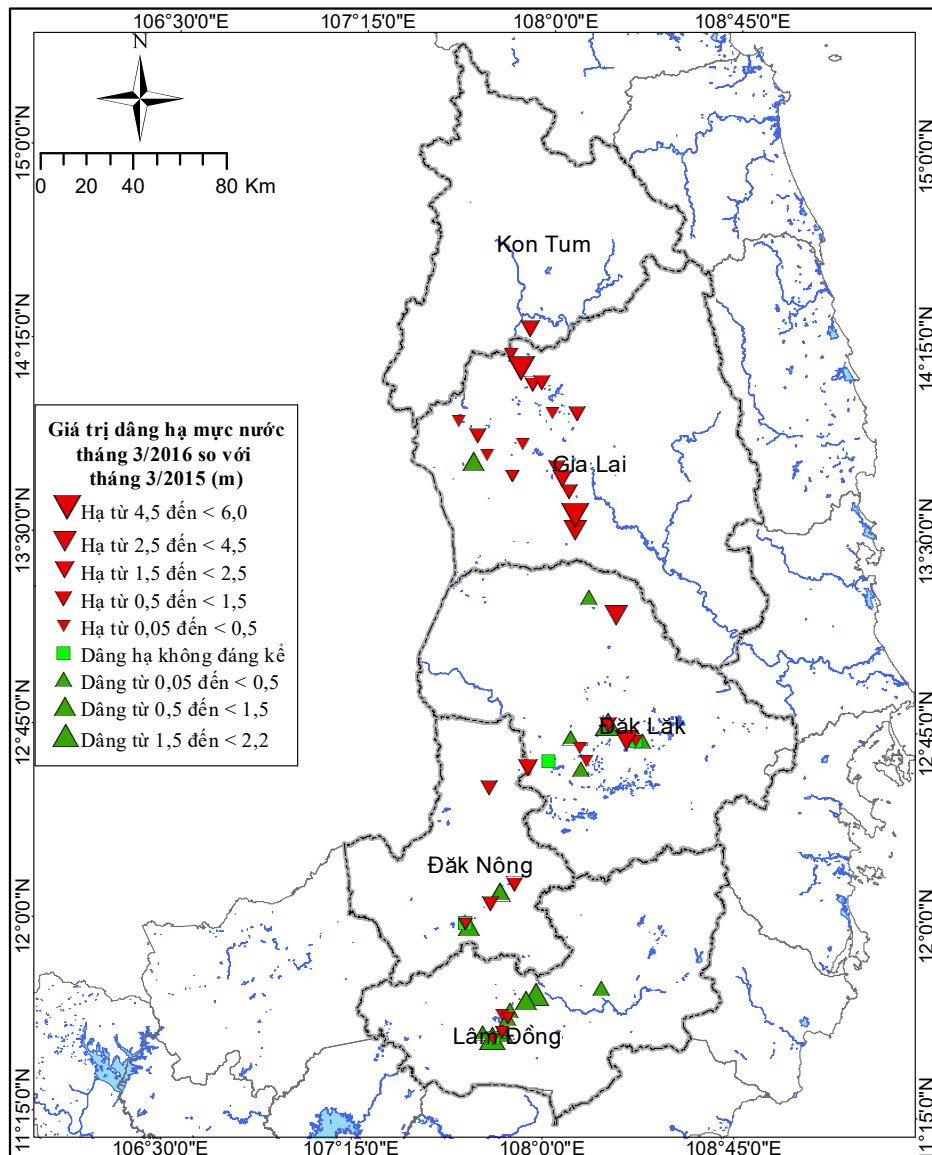 106°30'0"E 107°15'0"E 108°0'0"E 108°45'0"E
N
0 20 40 60 80 Km
15°0'0"N
15°0'0"N
Kon Tum
14°15'0"N
14°15'0"N
Gia Lai
Giá trị dâng hạ mực nước
tháng 3/2016 so với
tháng 3/2015 (m)
Hạ từ 4,5 đến < 6,0
Hạ từ 2,5 đến < 4,5
Hạ từ 1,5 đến < 2,5
Hạ từ 0,5 đến < 1,5
Hạ từ 0,05 đến < 0,5
Dâng hạ không đáng kể
Dâng từ 0,05 đến < 0,5
Dâng từ 0,5 đến < 1,5
Dâng từ 1,5 đến < 2,2
13°30'0"N
13°30'0"N
12°45'0"N
12°45'0"N
Đăk Lăk
Đăk Nông
12°0'0"N
12°0'0"N
Lâm Đồng
11°15'0"N
11°15'0"N
106°30'0"E 107°15'0"E 108°0'0"E 108°45'0"E